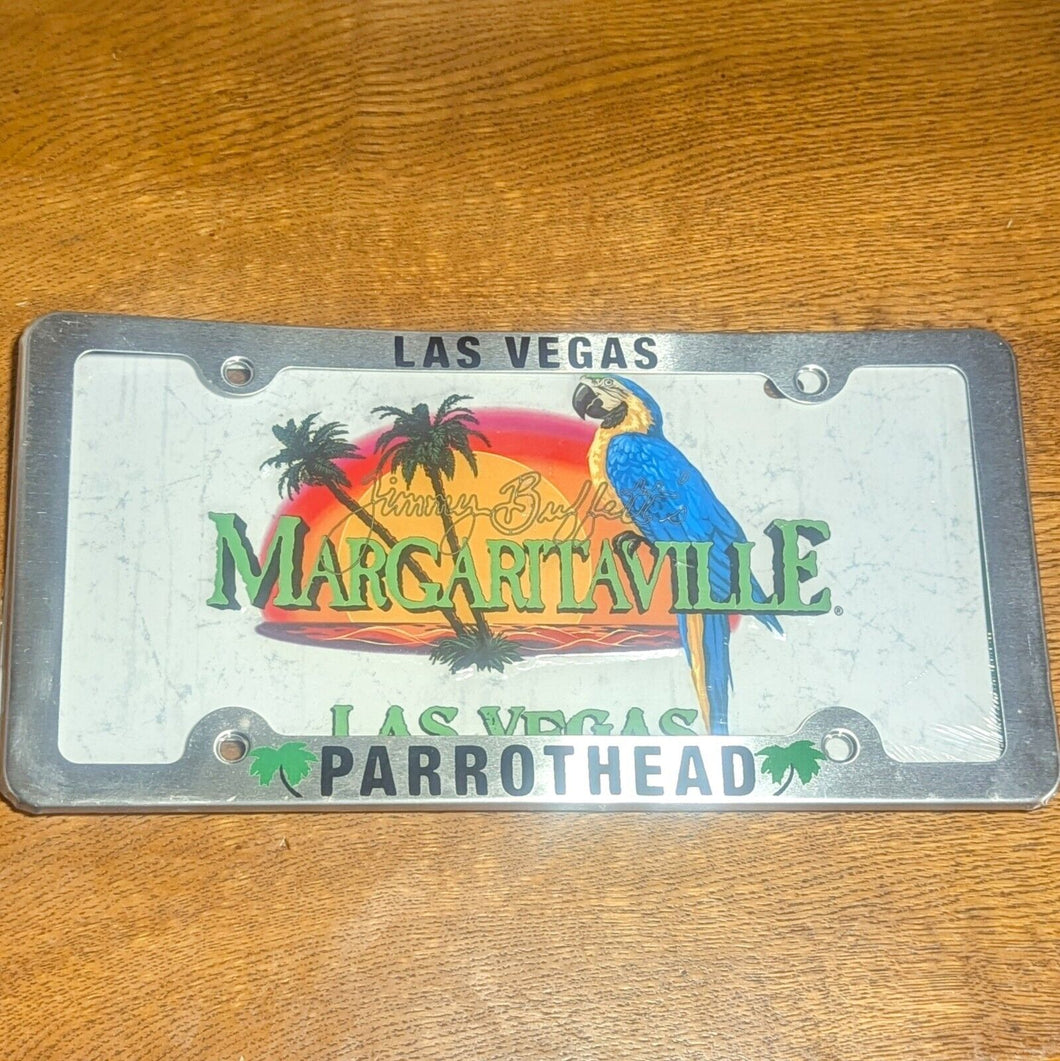 LAS VEGAS
Jimmy Buffett's
MARGARITAVILLE®
LAS VEGAS
PARROTHEAD